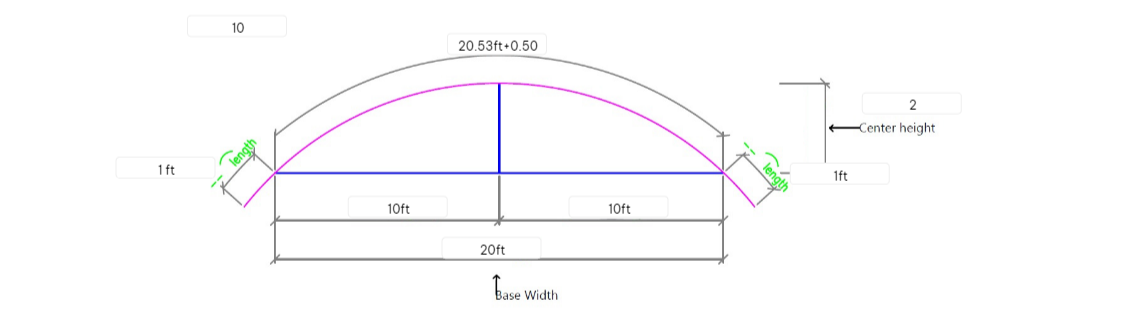 10
20.53ft+0.50
2
Center height
length
1 ft
length
1ft
10ft
10ft
20ft
Base Width